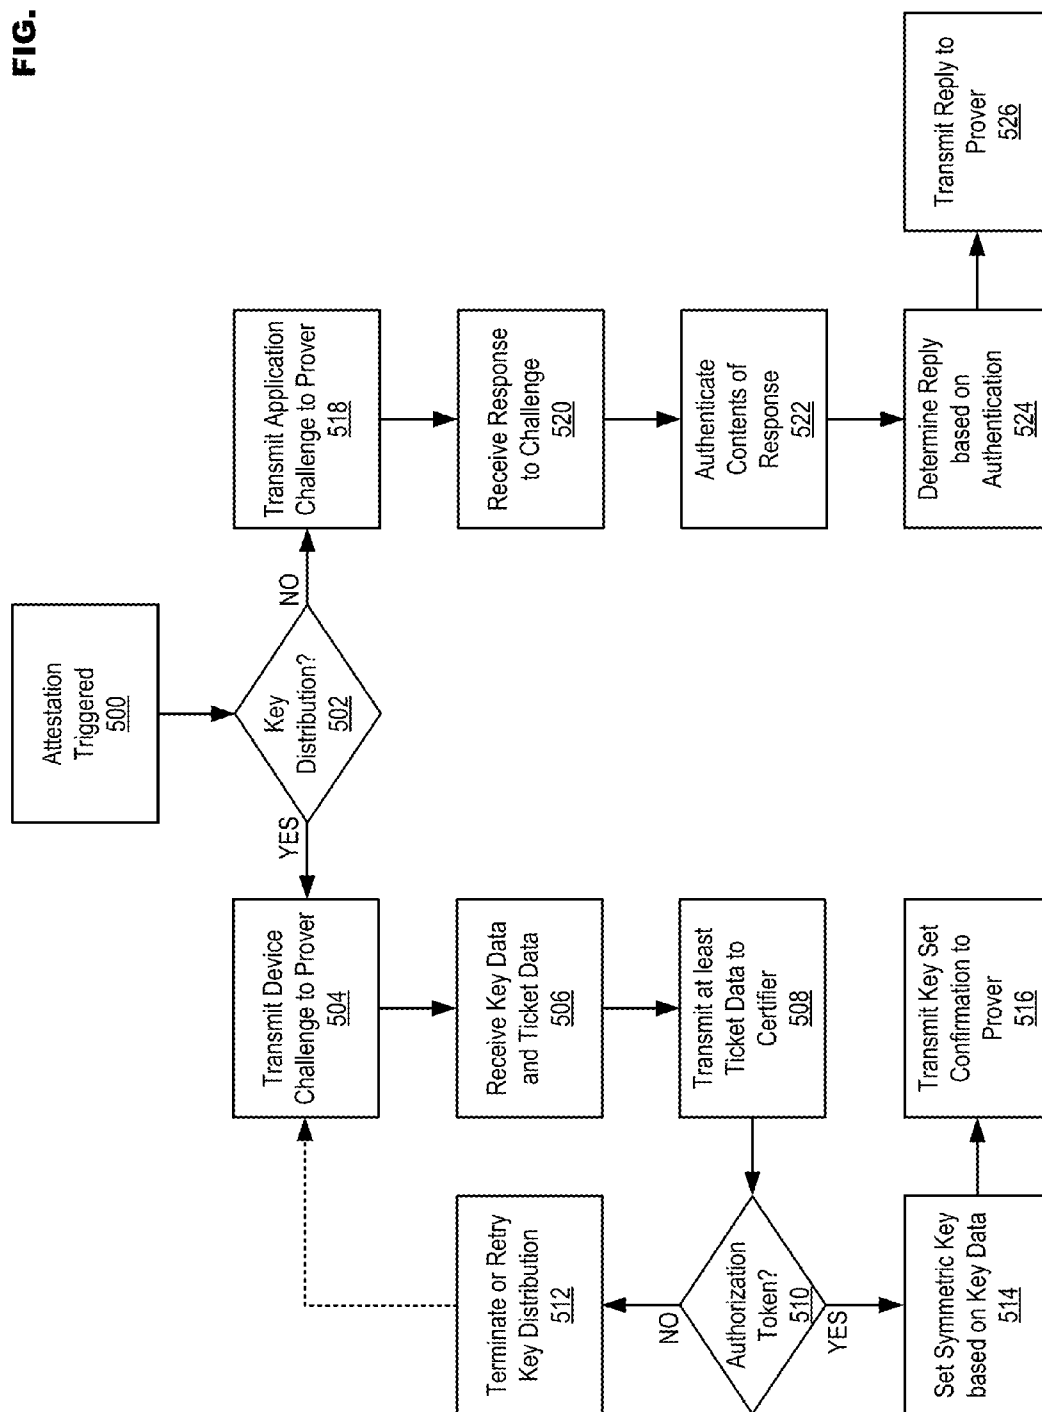 FIG.
Attestation
Triggered
500
Key
Distribution?
502
YES
NO
Transmit Device
Challenge to Prover
504
Receive Key Data
and Ticket Data
506
Transmit at least
Ticket Data to
Certifier
508
Authorization
Token?
510
NO
YES
Terminate or Retry
Key Distribution
512
Set Symmetric Key
based on Key Data
514
Transmit Key Set
Confirmation to
Prover
516
Transmit Application
Challenge to Prover
518
Receive Response
to Challenge
520
Authenticate
Contents of
Response
522
Determine Reply
based on
Authentication
524
Transmit Reply to
Prover
526